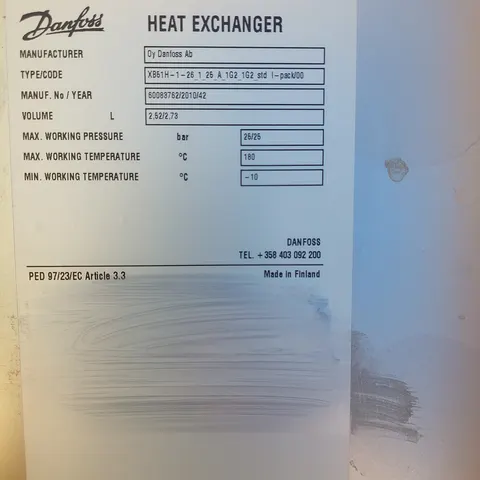 Danfoss HEAT EXCHANGER
MANUFACTURER Oy Danfoss Ab
TYPE/CODE XB61H-1-26_1_26_A_1G2_1G2_std_I-pack/00
MANUF. No / YEAR 60083762/2010/42
VOLUME L 2,52/2,73
MAX. WORKING PRESSURE bar 25/25
MAX. WORKING TEMPERATURE °C 180
MIN. WORKING TEMPERATURE °C -10
DANFOSS
TEL. +358 403 092 200
PED 97/23/EC Article 3.3 Made in Finland